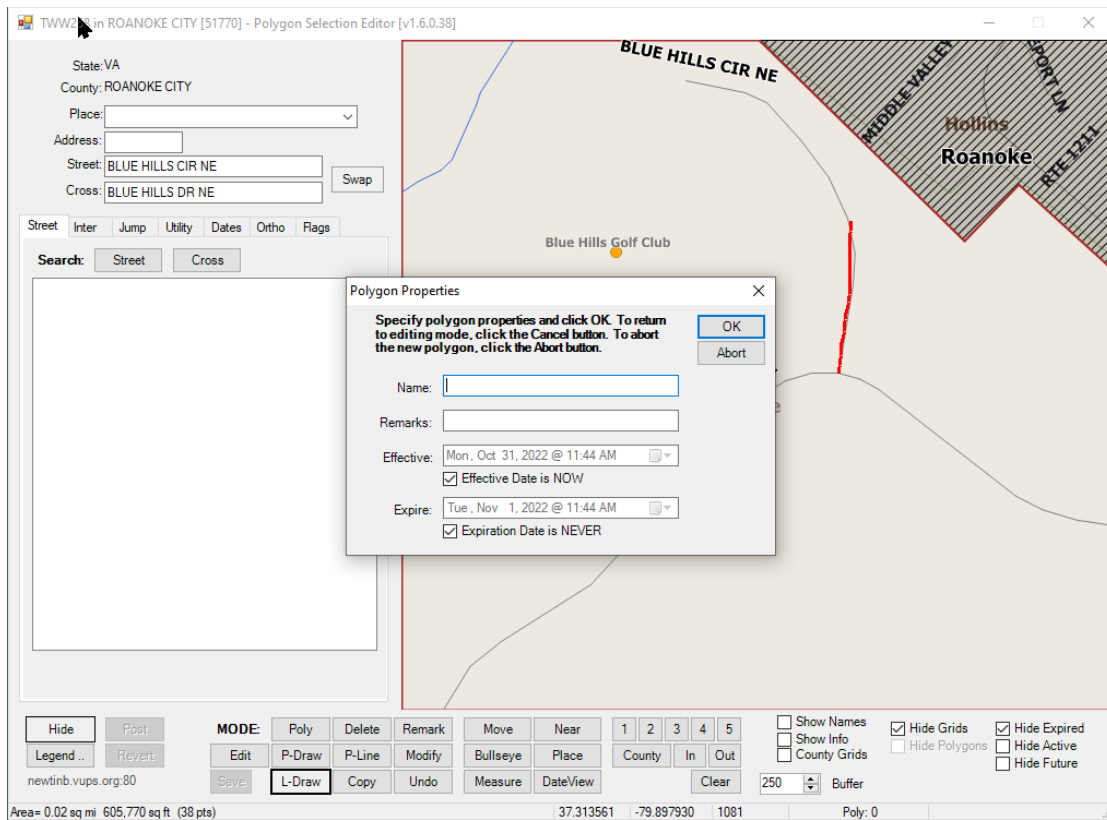 TWW2 8 in ROANOKE CITY [51770] - Polygon Selection Editor [v1.6.0.38]
State: VA
County: ROANOKE CITY
Place:
Address:
Street: BLUE HILLS CIR NE
Cross: BLUE HILLS DR NE
Swap
Street Inter Jump Utility Dates Ortho Flags
Search: Street Cross
BLUE HILLS CIR NE
MIDDLE VALLEY
EPORT LN
Hollins
Roanoke
RTE 1211
Blue Hills Golf Club
Polygon Properties
Specify polygon properties and click OK. To return
to editing mode, click the Cancel button. To abort
the new polygon, click the Abort button.
OK
Abort
Name:
Remarks:
Effective: Mon, Oct 31, 2022 @ 11:44 AM
Effective Date is NOW
Expire: Tue, Nov 1, 2022 @ 11:44 AM
Expiration Date is NEVER
Hide Post MODE: Poly Delete Remark Move Near 1 2 3 4 5
Legend .. Revert Edit P-Draw P-Line Modify Bullseye Place County In Out
newtinb.vups.org:80 Save L-Draw Copy Undo Measure DateView Clear
Show Names
Show Info
County Grids
Hide Grids
Hide Polygons
Hide Expired
Hide Active
Hide Future
250 Buffer
Area= 0.02 sq mi 605,770 sq ft (38 pts) 37.313561 -79.897930 1081 Poly: 0